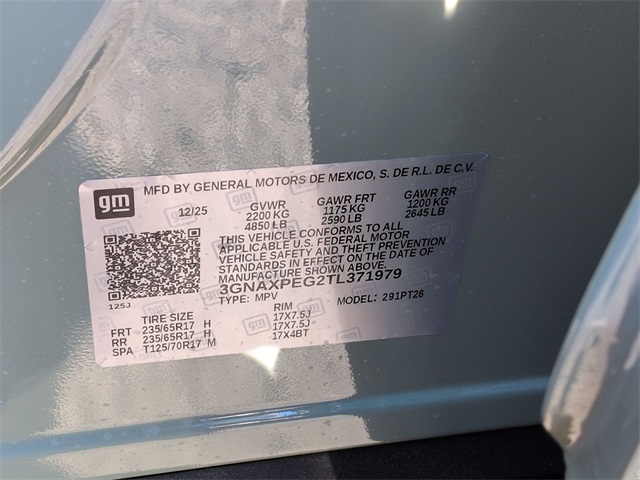 gm MFD BY GENERAL MOTORS DE MEXICO, S. DE R.L. DE C.V.
12/25 GVWR GAWR FRT GAWR RR
2200 KG 1175 KG 1200 KG
4850 LB 2590 LB 2645 LB
THIS VEHICLE CONFORMS TO ALL
APPLICABLE U.S. FEDERAL MOTOR
VEHICLE SAFETY AND THEFT PREVENTION
STANDARDS IN EFFECT ON THE DATE OF
MANUFACTURE SHOWN ABOVE.
3GNAXPEG2TL371979
125J TYPE: MPV MODEL: 291PT26
TIRE SIZE RIM
FRT 235/65R17 H 17X7.5J
RR 235/65R17 H 17X7.5J
SPA T125/70R17 M 17X4BT